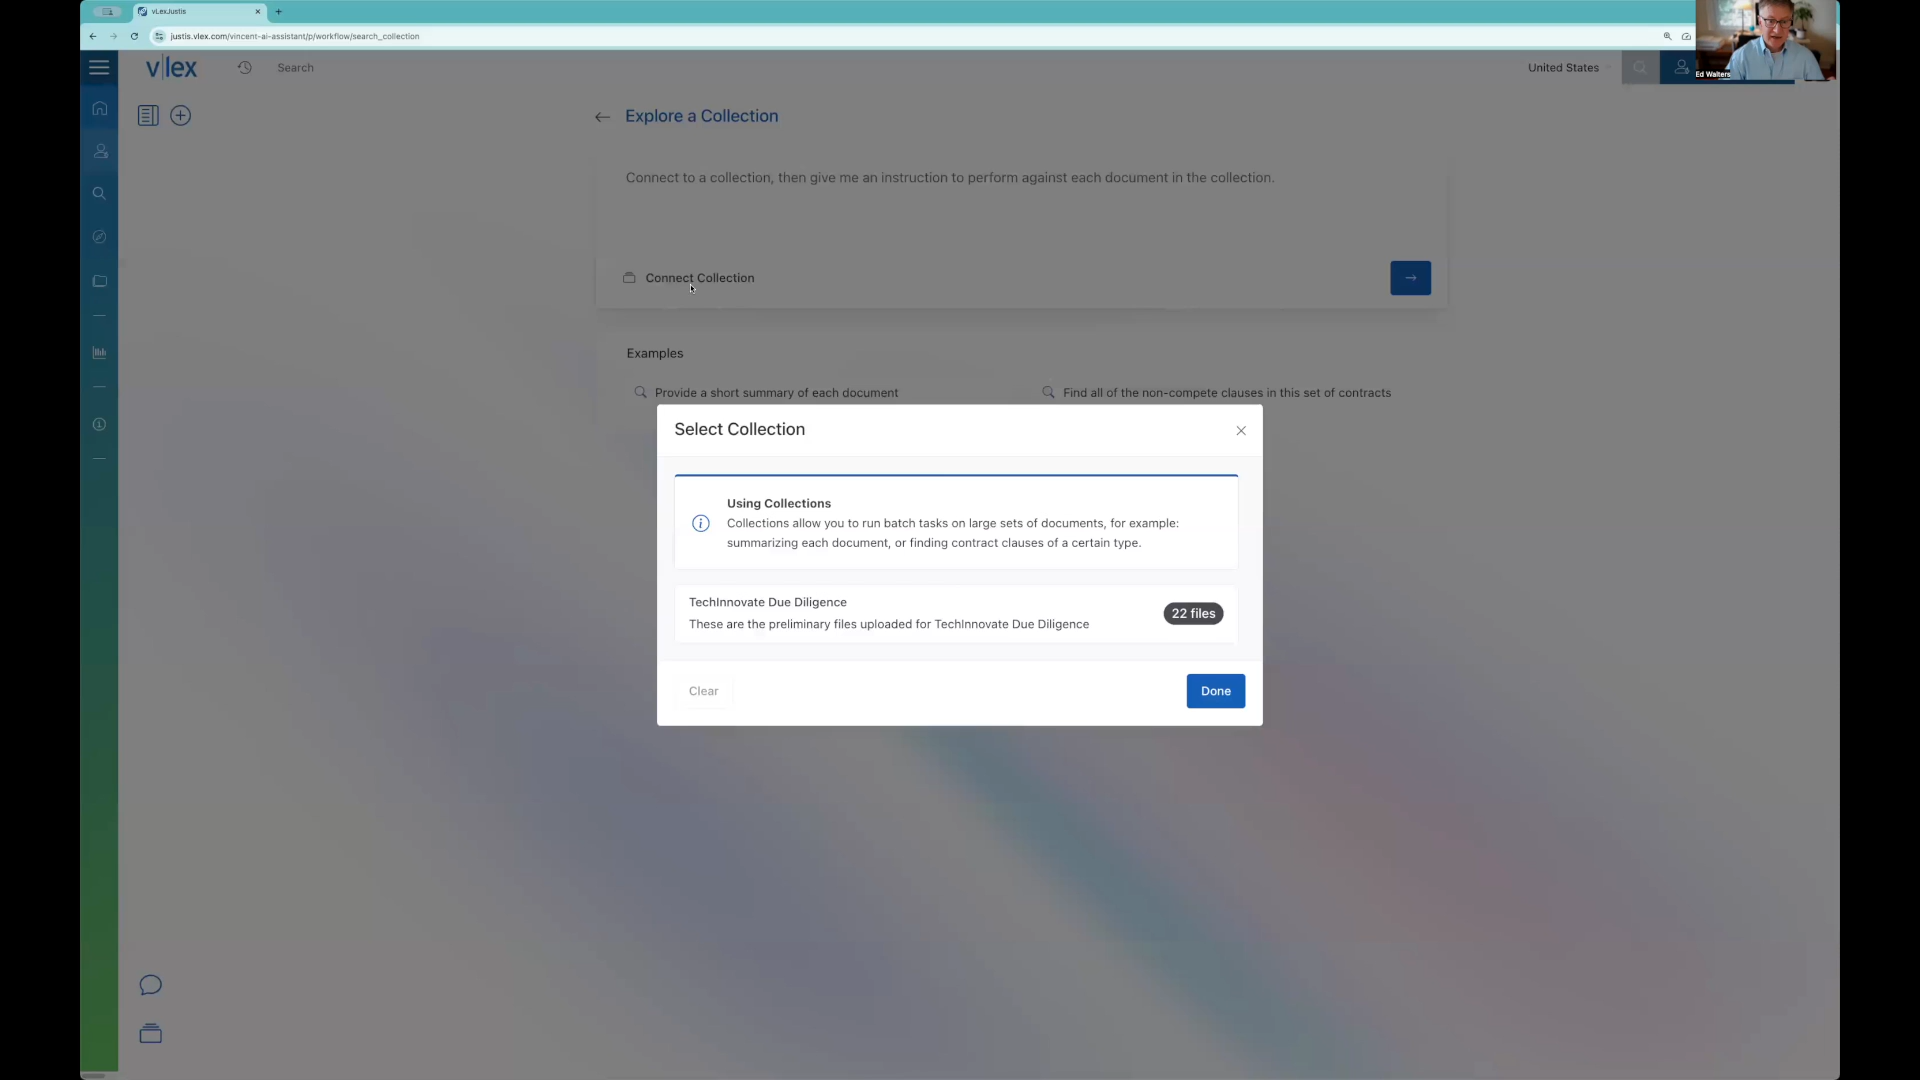 vLexJustis
justis.vlex.com/vincent-ai-assistant/p/workflow/search_collection
Ed Walters
v|lex
Search
United States
Explore a Collection
Connect to a collection, then give me an instruction to perform against each document in the collection.
Connect Collection
Examples
Provide a short summary of each document
Find all of the non-compete clauses in this set of contracts
Select Collection
Using Collections
Collections allow you to run batch tasks on large sets of documents, for example:
summarizing each document, or finding contract clauses of a certain type.
TechInnovate Due Diligence
These are the preliminary files uploaded for TechInnovate Due Diligence
22 files
Clear
Done